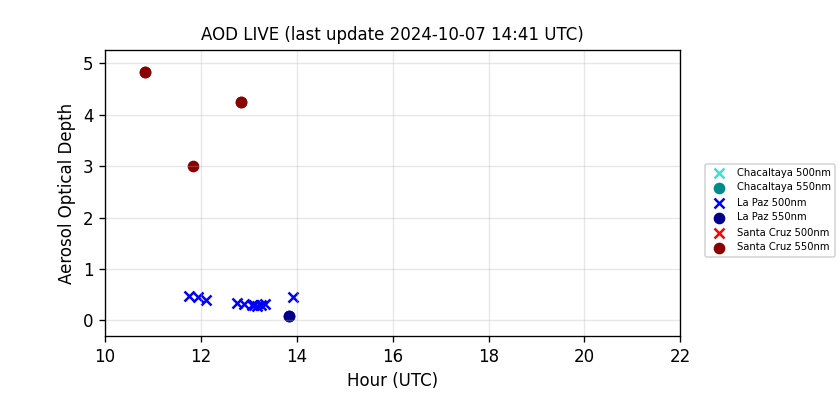 AOD LIVE (last update 2024-10-07 14:41 UTC)
Aerosol Optical Depth
5
4
3
2
1
0
10 12 14 16 18 20 22
Hour (UTC)
Chacaltaya 500nm
Chacaltaya 550nm
La Paz 500nm
La Paz 550nm
Santa Cruz 500nm
Santa Cruz 550nm